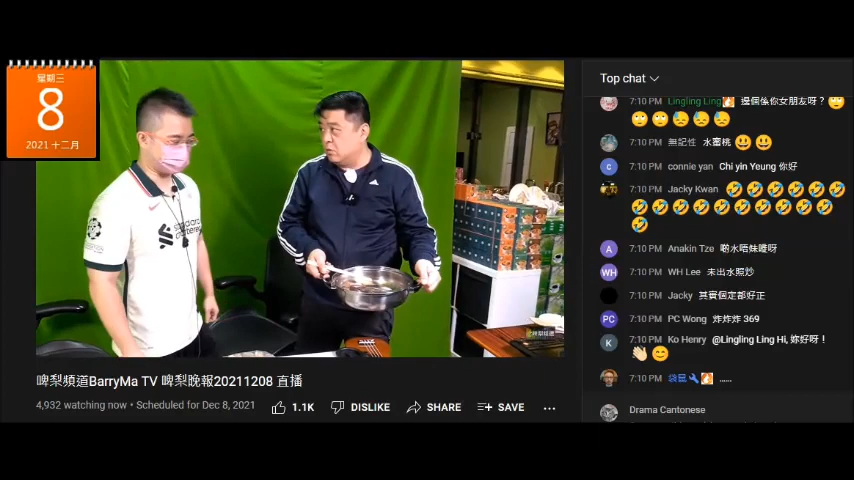 星期三
8
2021 十二月
standard
chartered
啤梨頻道BarryMa TV 啤梨晚報20211208 直播
4,932 watching now • Scheduled for Dec 8, 2021
1.1K
DISLIKE
SHARE
SAVE
Top chat
7:10 PM Lingling Ling 邊個係你女朋友呀？🙄
🙄🙄😓😓😓
7:10 PM 無記性 水蜜桃 😃😃
7:10 PM connie yan Chi yin Yeung 你好
7:10 PM Jacky Kwan 🤣🤣🤣🤣🤣🤣
🤣🤣🤣🤣🤣🤣🤣🤣🤣🤣
🤣
7:10 PM Anakin Tze 啲水唔妹嘥呀
7:10 PM WH Lee 未出水照炒
7:10 PM Jacky 其實個定都好正
7:10 PM PC Wong 炸炸炸 369
7:10 PM Ko Henry @Lingling Ling Hi, 妳好呀！
👋🏻😊
7:10 PM 袋鼠 ......
Drama Cantonese